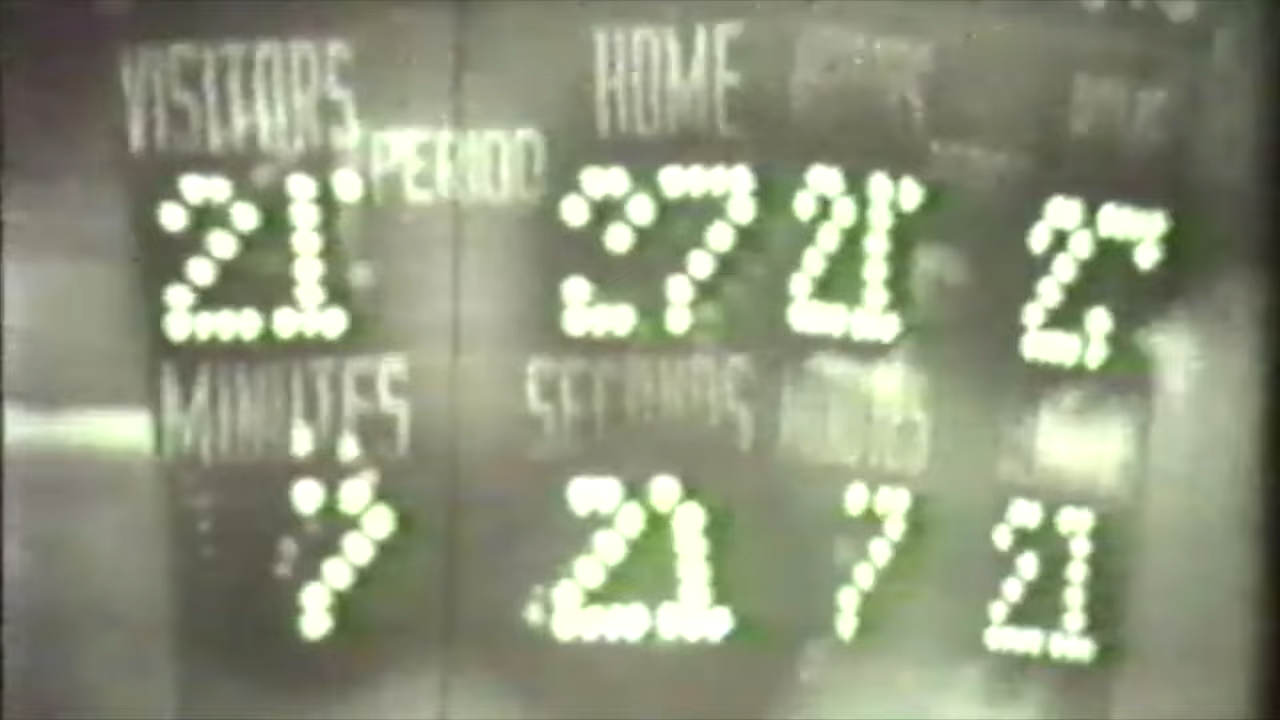 VISITORS HOME
PERIOD
21 27 21 27
MINUTES SECONDS
7 21 7 21